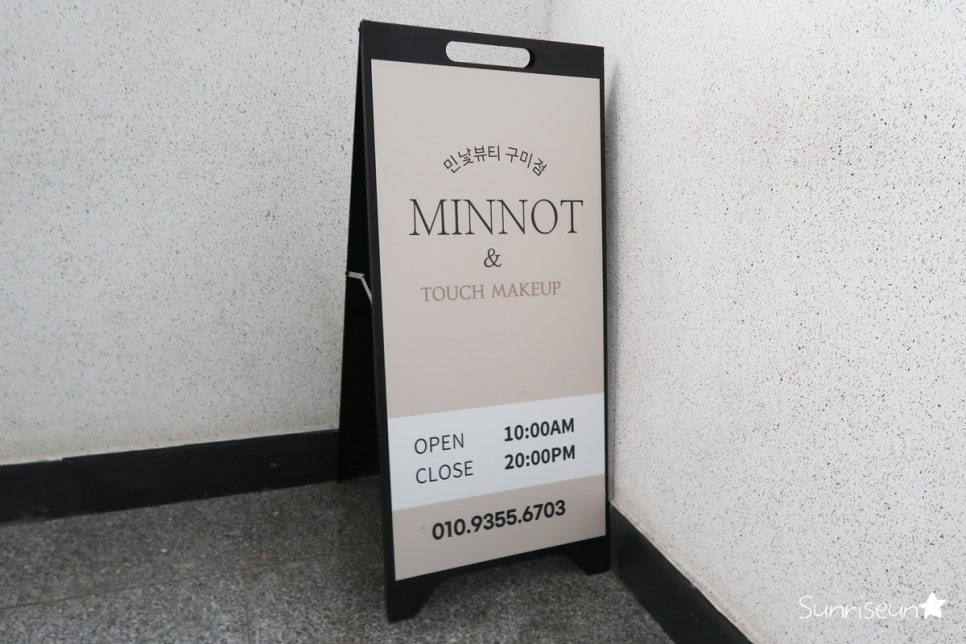 민낯뷰티 구미점
MINNOT
&
TOUCH MAKEUP
OPEN 10:00AM
CLOSE 20:00PM
010.9355.6703
Sunriseun